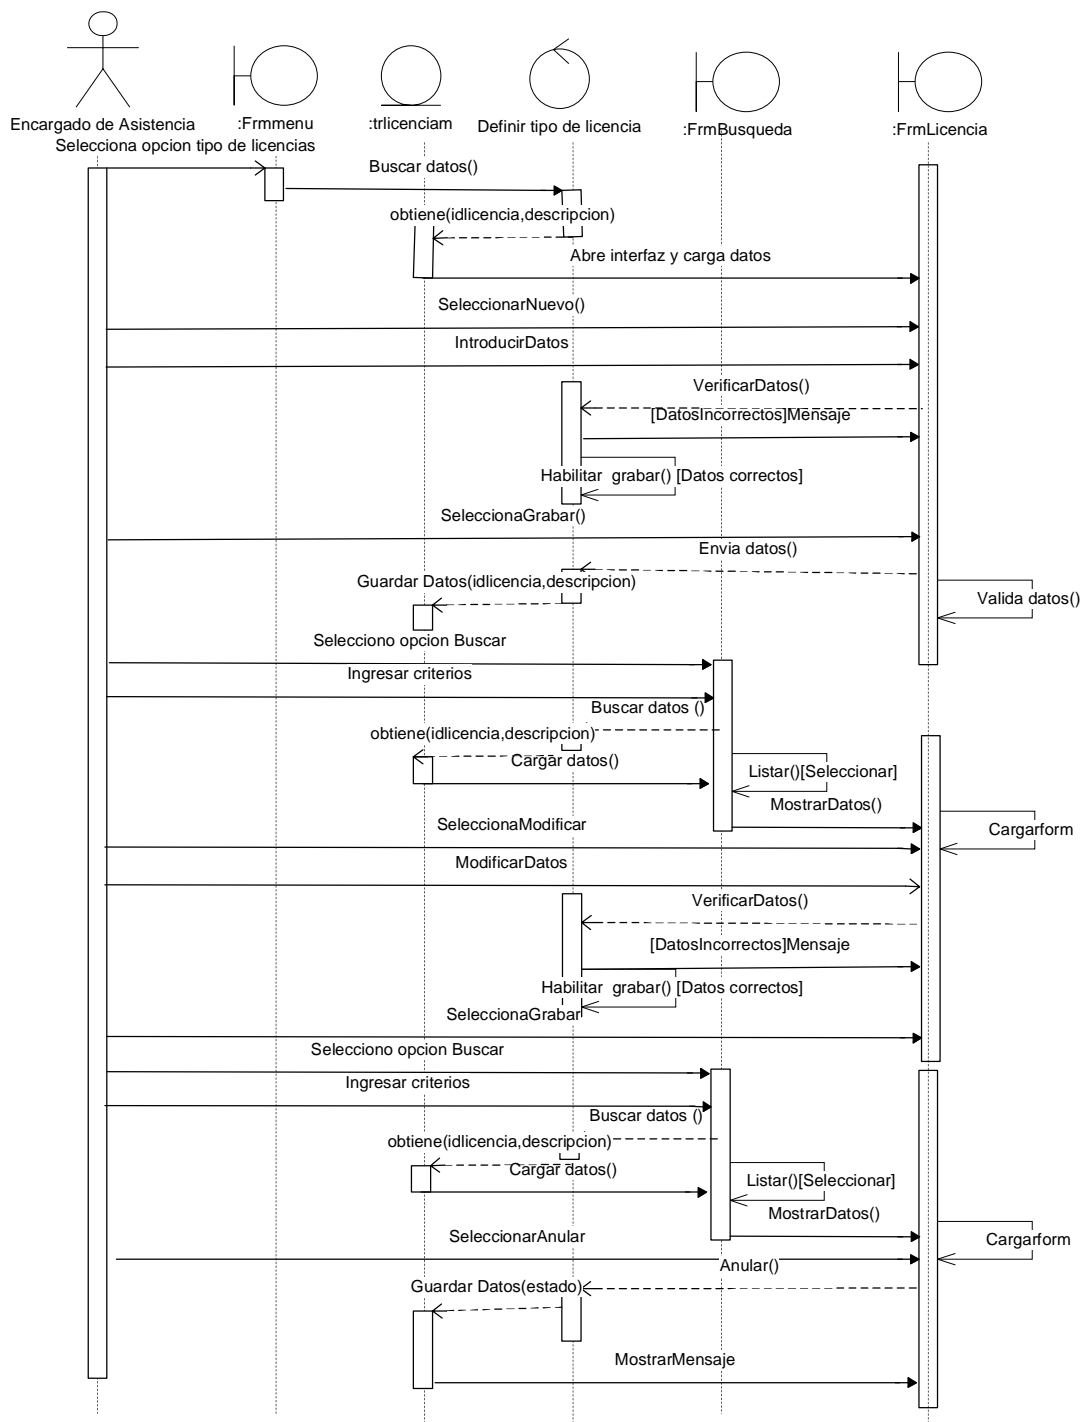 Encargado de Asistencia
:Frmmenu
:trlicenciam
Definir tipo de licencia
:FrmBusqueda
:FrmLicencia
Selecciona opcion tipo de licencias
Buscar datos()
obtiene(idlicencia,descripcion)
Abre interfaz y carga datos
SeleccionarNuevo()
IntroducirDatos
VerificarDatos()
[DatosIncorrectos]Mensaje
Habilitar grabar() [Datos correctos]
SeleccionaGrabar()
Envia datos()
Guardar Datos(idlicencia,descripcion)
Valida datos()
Selecciono opcion Buscar
Ingresar criterios
Buscar datos ()
obtiene(idlicencia,descripcion)
Cargar datos()
Listar()[Seleccionar]
MostrarDatos()
SeleccionaModificar
Cargarform
ModificarDatos
VerificarDatos()
[DatosIncorrectos]Mensaje
Habilitar grabar() [Datos correctos]
SeleccionaGrabar
Selecciono opcion Buscar
Ingresar criterios
Buscar datos ()
obtiene(idlicencia,descripcion)
Cargar datos()
Listar()[Seleccionar]
MostrarDatos()
SeleccionarAnular
Cargarform
Anular()
Guardar Datos(estado)
MostrarMensaje